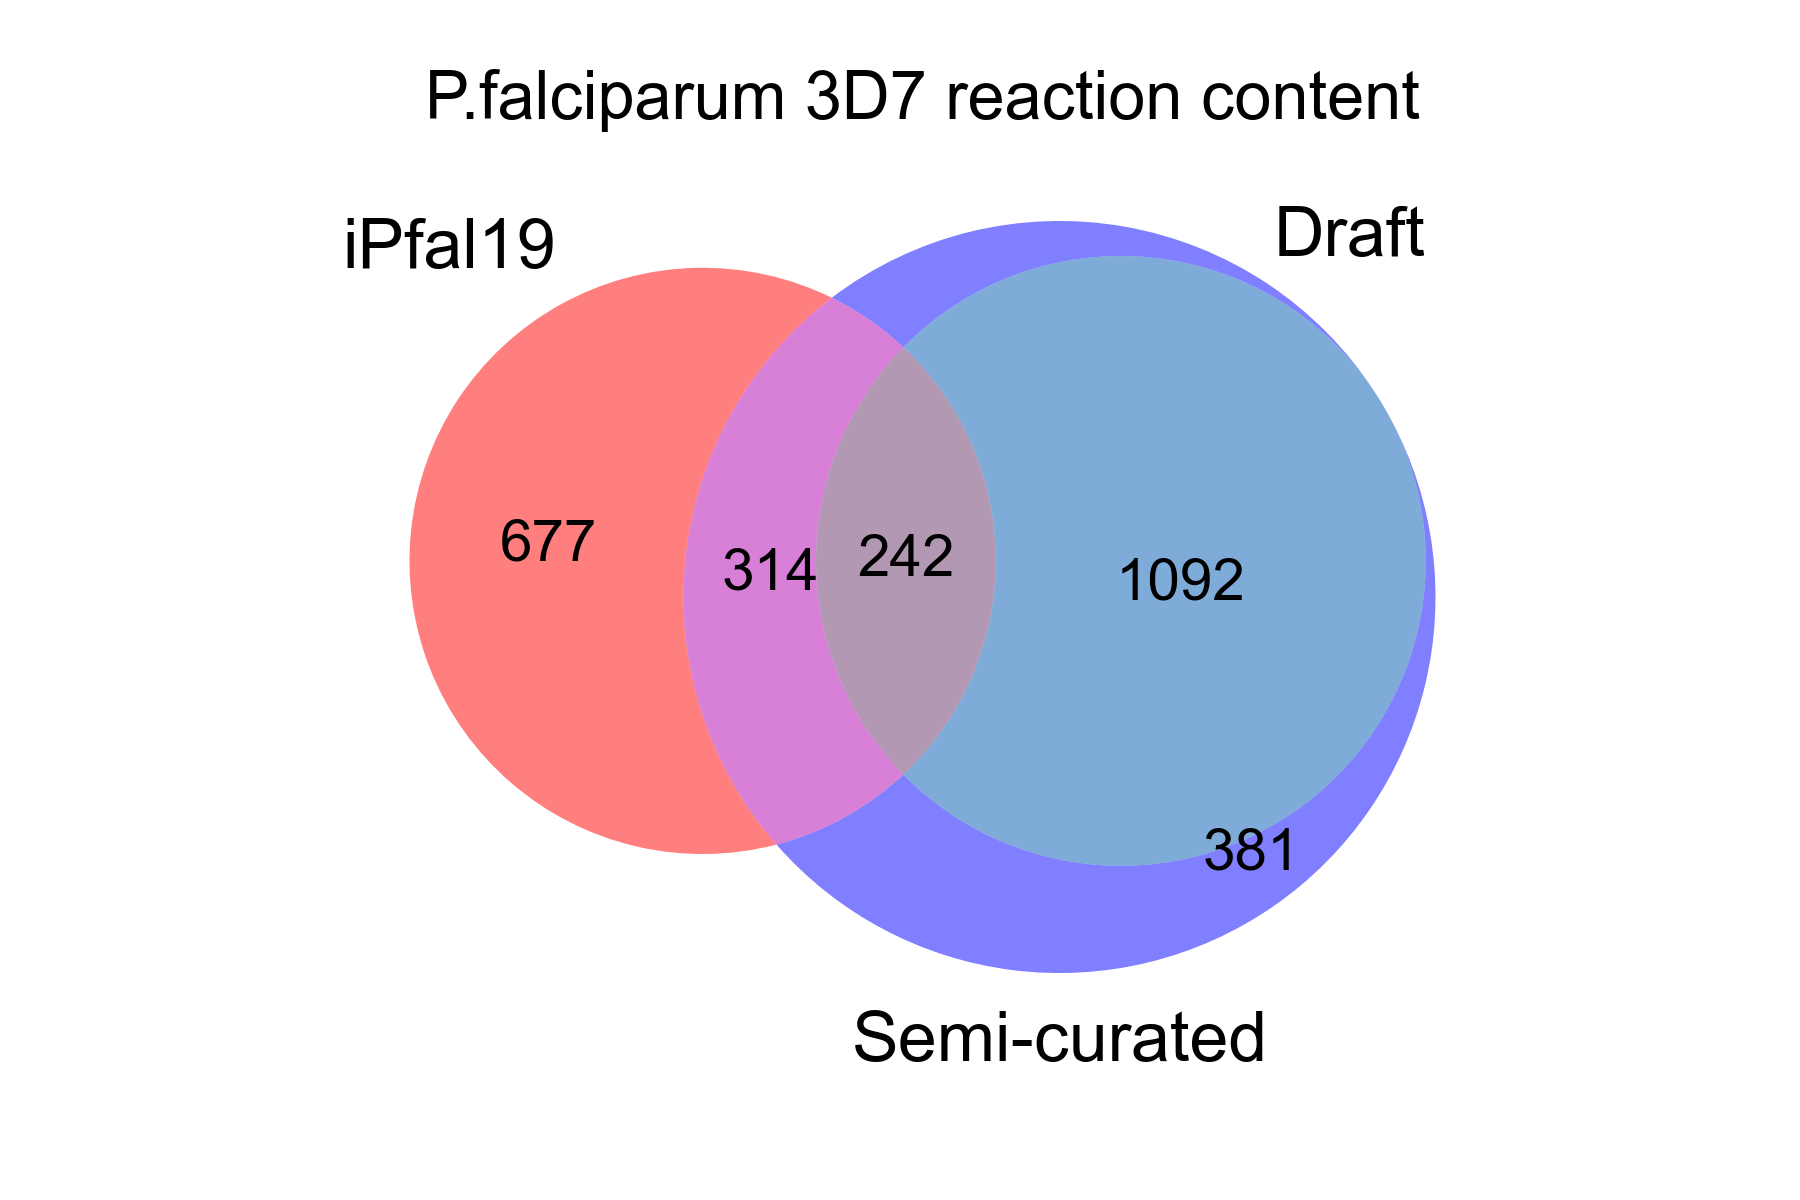 P.falciparum 3D7 reaction content
iPfal19
Draft
677
314
242
1092
381
Semi-curated